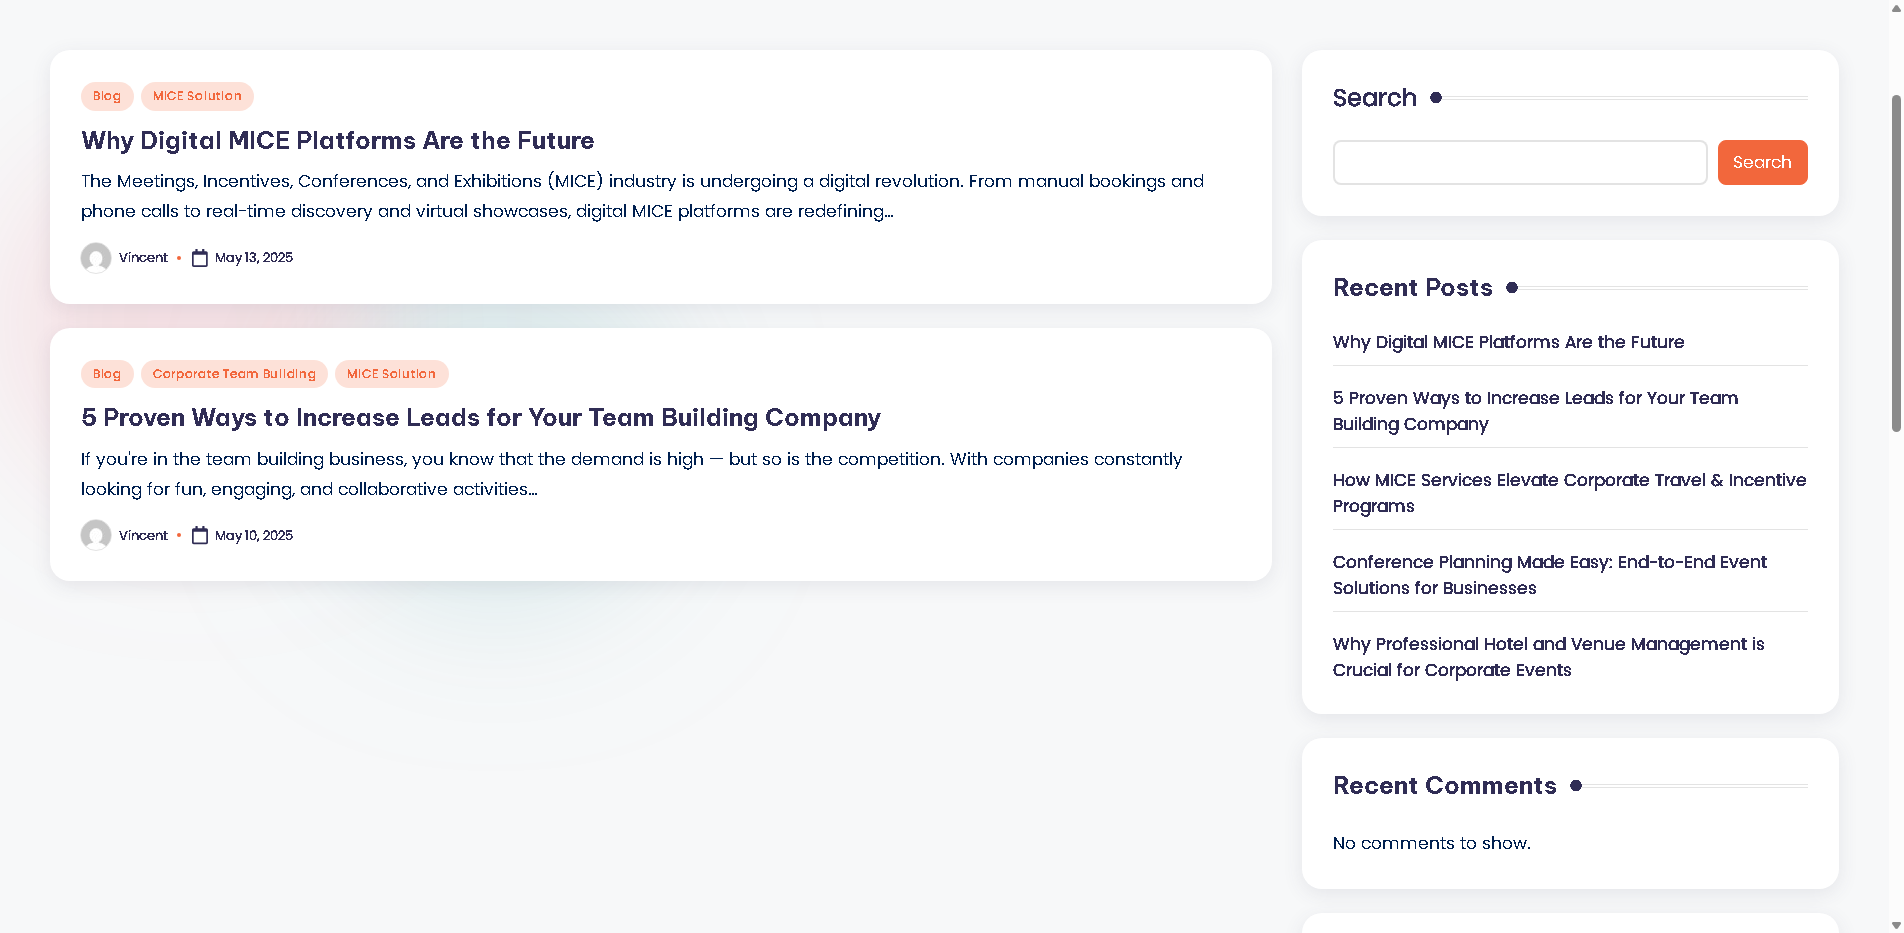 Blog
MICE Solution
Why Digital MICE Platforms Are the Future
The Meetings, Incentives, Conferences, and Exhibitions (MICE) industry is undergoing a digital revolution. From manual bookings and
phone calls to real-time discovery and virtual showcases, digital MICE platforms are redefining…
Vincent
May 13, 2025
Blog
Corporate Team Building
MICE Solution
5 Proven Ways to Increase Leads for Your Team Building Company
If you're in the team building business, you know that the demand is high — but so is the competition. With companies constantly
looking for fun, engaging, and collaborative activities…
Vincent
May 10, 2025
Search
Search
Recent Posts
Why Digital MICE Platforms Are the Future
5 Proven Ways to Increase Leads for Your Team
Building Company
How MICE Services Elevate Corporate Travel & Incentive
Programs
Conference Planning Made Easy: End-to-End Event
Solutions for Businesses
Why Professional Hotel and Venue Management is
Crucial for Corporate Events
Recent Comments
No comments to show.